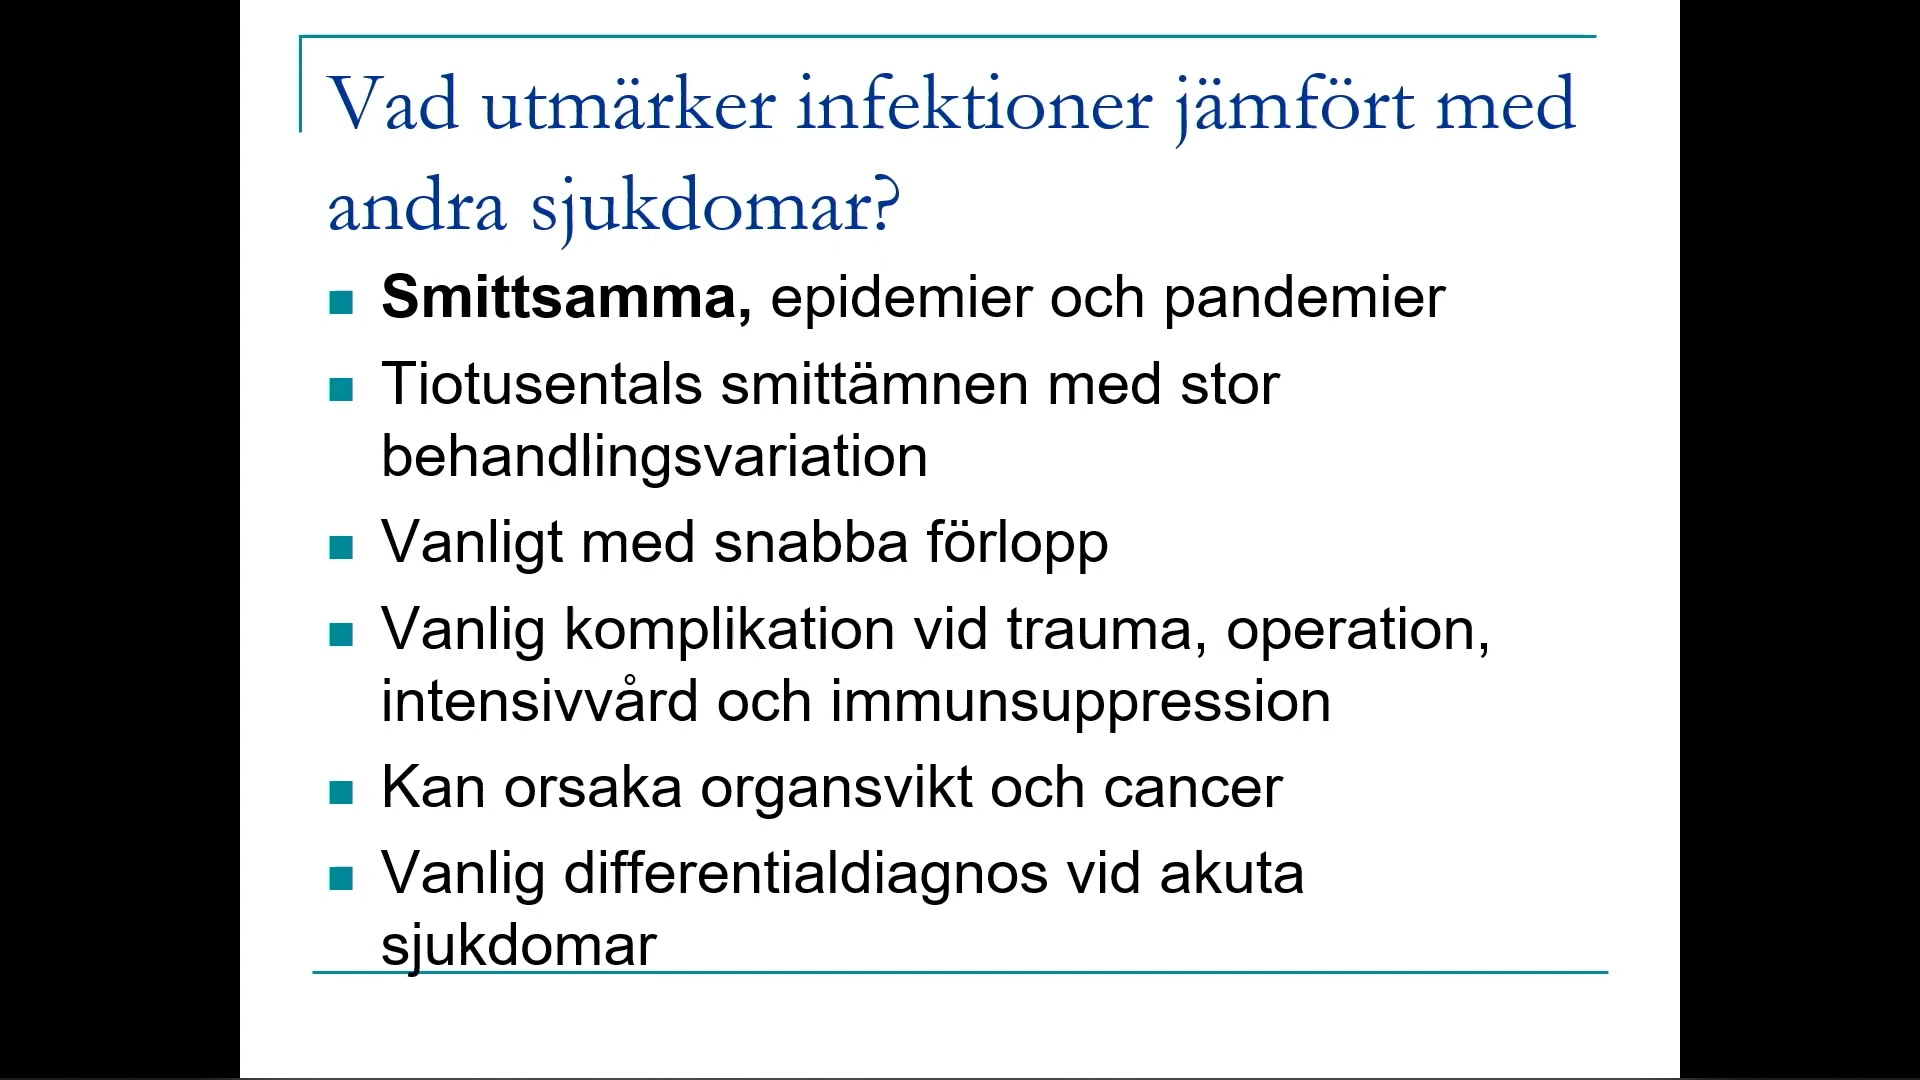 Vad utmärker infektioner jämfört med
andra sjukdomar?
Smittsamma, epidemier och pandemier
Tiotusentals smittämnen med stor
behandlingsvariation
Vanligt med snabba förlopp
Vanlig komplikation vid trauma, operation,
intensivvård och immunsuppression
Kan orsaka organsvikt och cancer
Vanlig differentialdiagnos vid akuta
sjukdomar